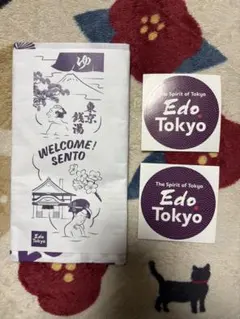 ゆ
東京
銭湯
WELCOME!
SENTO
Edo
Tokyo
The Spirit of Tokyo
Edo
Tokyo
The Spirit of Tokyo
Edo
Tokyo